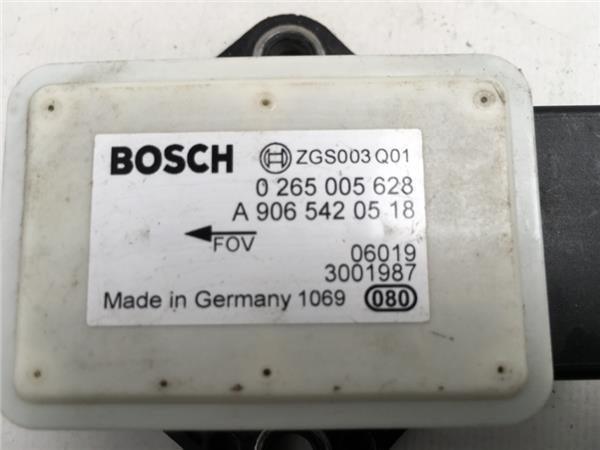 BOSCH ZGS003 Q01
0 265 005 628
A 906 542 05 18
FOV
06019
3001987
Made in Germany 1069 080